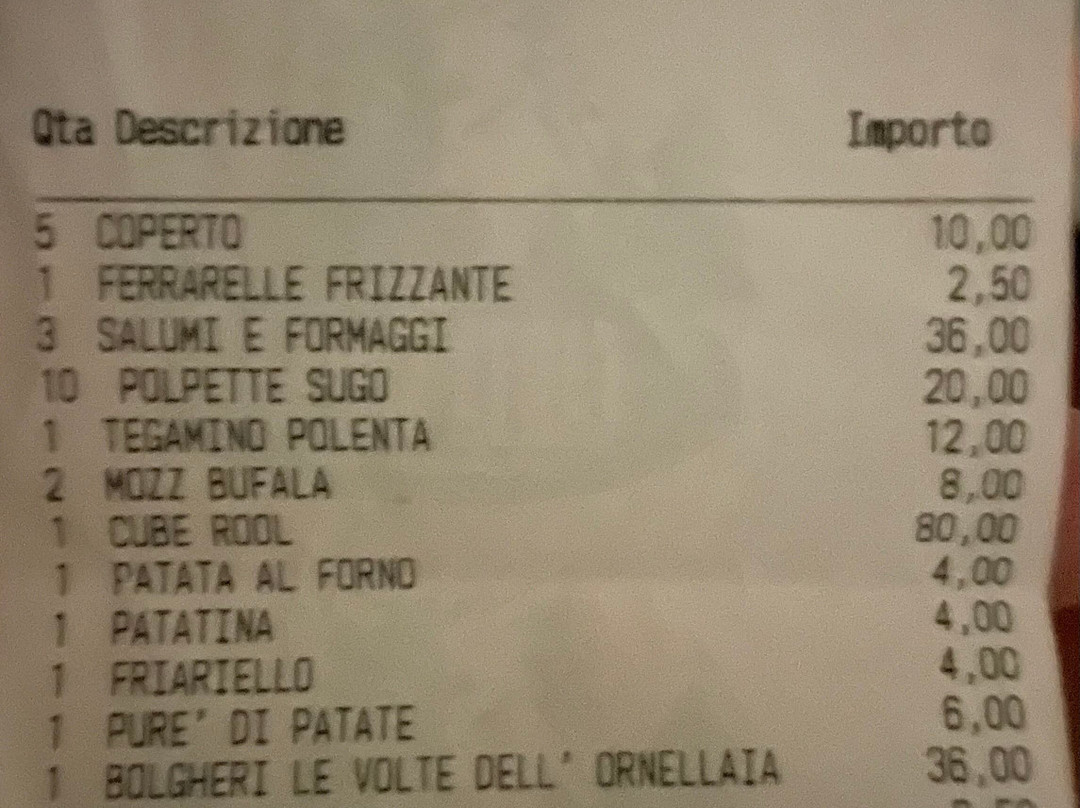 Qta Descrizione Importo
5 COPERTO 10,00
1 FERRARELLE FRIZZANTE 2,50
3 SALUMI E FORMAGGI 36,00
10 POLPETTE SUGO 20,00
1 TEGAMINO POLENTA 12,00
2 MOZZ BUFALA 8,00
1 CUBE ROOL 80,00
1 PATATA AL FORNO 4,00
1 PATATINA 4,00
1 FRIARIELLO 4,00
1 PURE' DI PATATE 6,00
1 BOLGHERI LE VOLTE DELL' ORNELLAIA 36,00